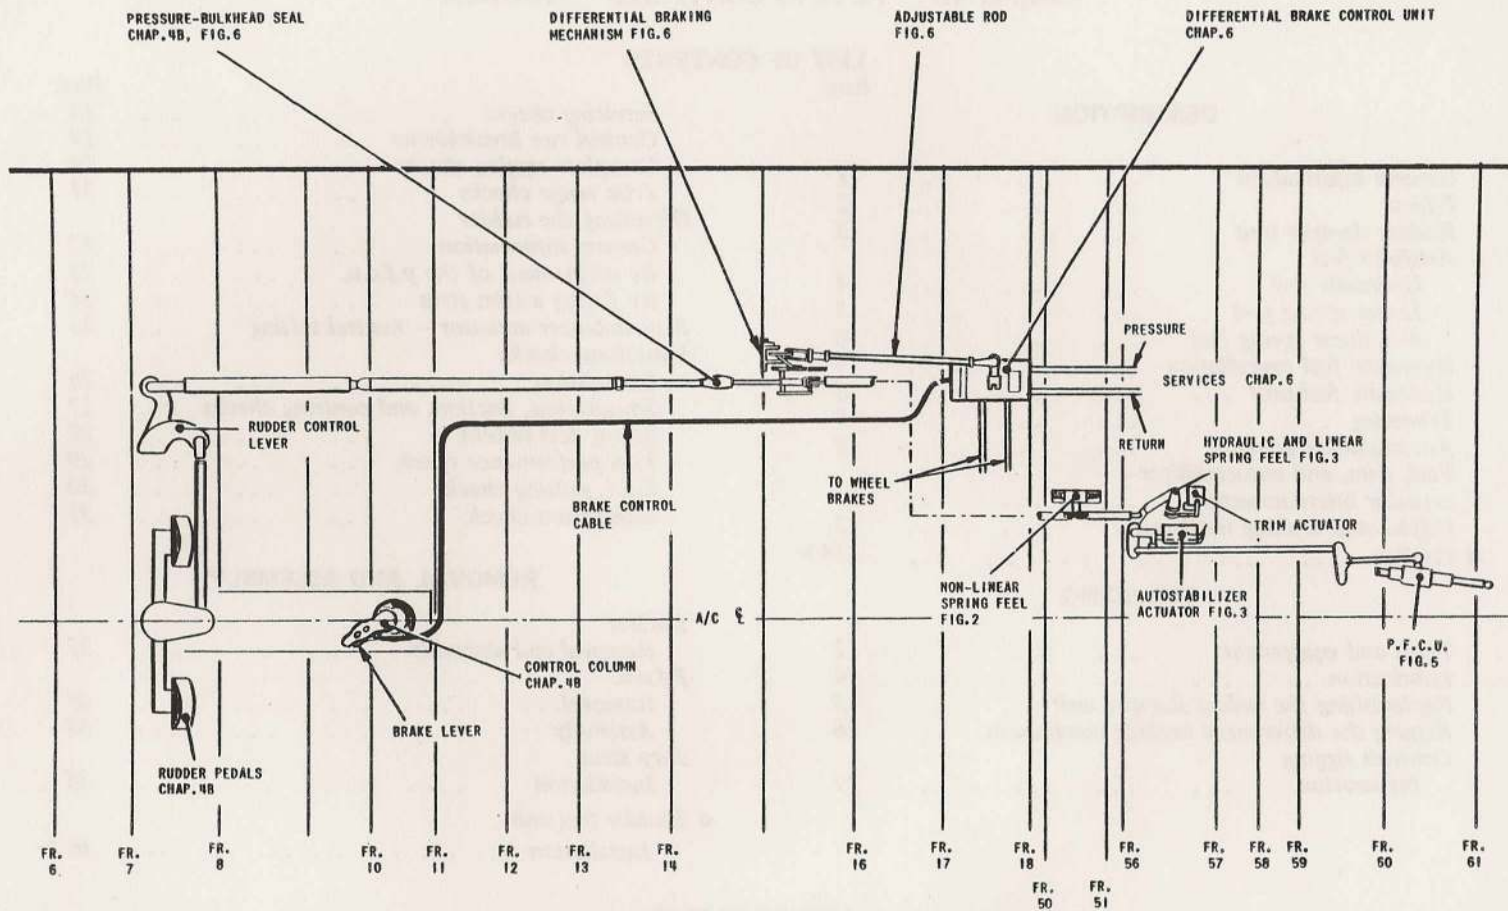 PRESSURE-BULKHEAD SEAL
CHAP.4B, FIG.6
DIFFERENTIAL BRAKING
MECHANISM FIG.6
ADJUSTABLE ROD
FIG.6
DIFFERENTIAL BRAKE CONTROL UNIT
CHAP.6
PRESSURE
SERVICES CHAP.6
RETURN
RUDDER CONTROL
LEVER
HYDRAULIC AND LINEAR
SPRING FEEL FIG.3
TO WHEEL
BRAKES
BRAKE CONTROL
CABLE
TRIM ACTUATOR
NON-LINEAR
SPRING FEEL
FIG.2
AUTOSTABILIZER
ACTUATOR FIG.3
A/C ℄
P.F.C.U.
FIG.5
CONTROL COLUMN
CHAP.4B
BRAKE LEVER
RUDDER PEDALS
CHAP.4B
FR.
6
FR.
7
FR.
8
FR.
10
FR.
11
FR.
12
FR.
13
FR.
14
FR.
16
FR.
17
FR.
18
FR.
50
FR.
51
FR.
56
FR.
57
FR.
58
FR.
59
FR.
60
FR.
61